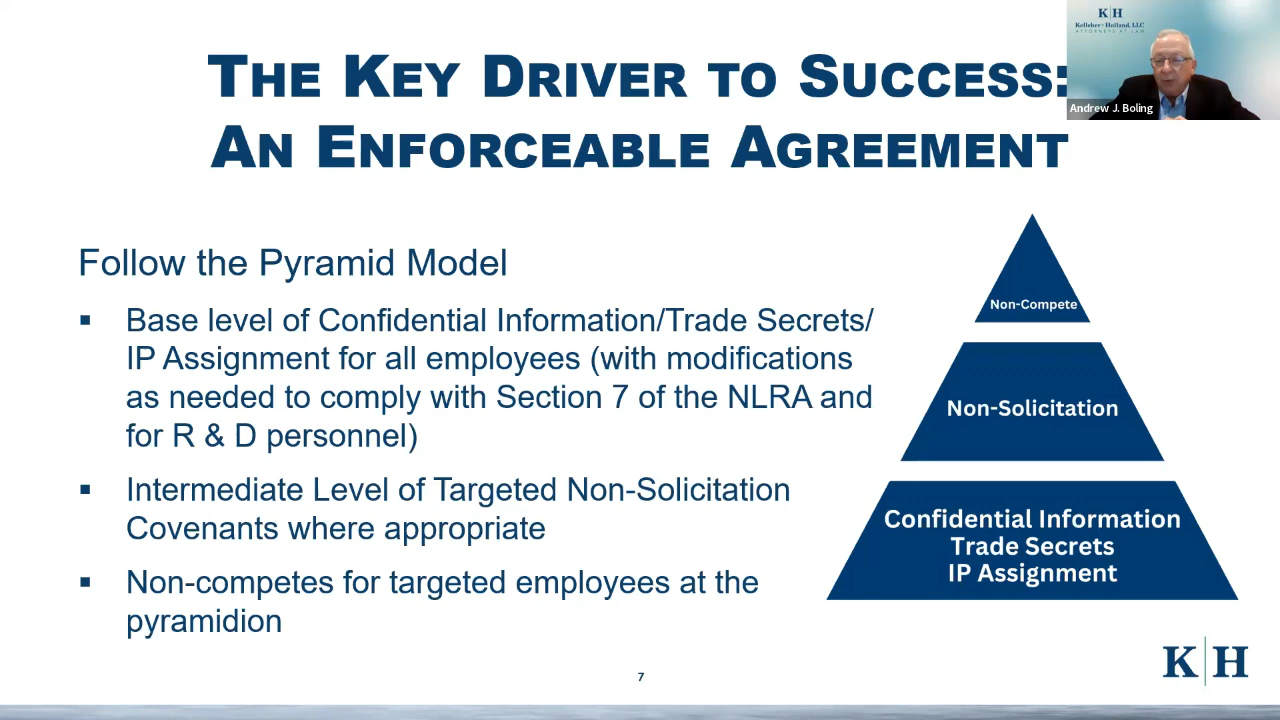 THE KEY DRIVER TO SUCCESS:
AN ENFORCEABLE AGREEMENT
K|H
Kelleher + Holland, LLC
ATTORNEYS AT LAW
Andrew J. Boling
Follow the Pyramid Model
▪ Base level of Confidential Information/Trade Secrets/
IP Assignment for all employees (with modifications
as needed to comply with Section 7 of the NLRA and
for R & D personnel)
▪ Intermediate Level of Targeted Non-Solicitation
Covenants where appropriate
▪ Non-competes for targeted employees at the
pyramidion
Non-Compete
Non-Solicitation
Confidential Information
Trade Secrets
IP Assignment
K|H
7